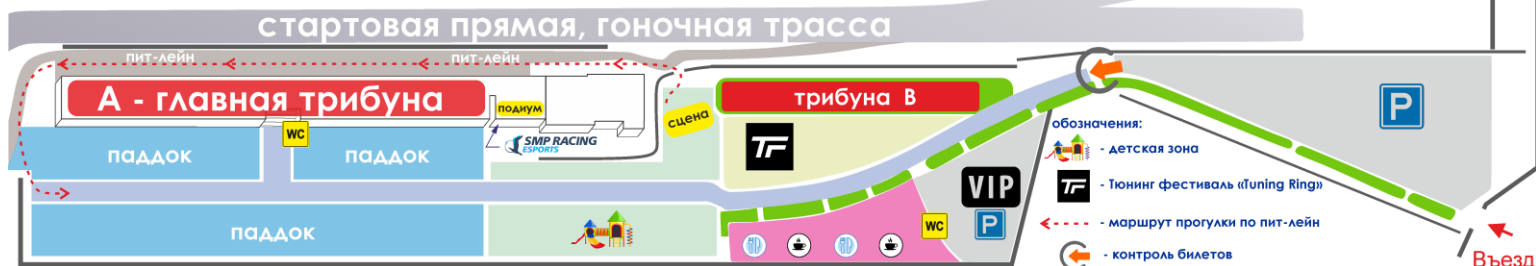 стартовая прямая, гоночная трасса
пит-лейн
пит-лейн
А - главная трибуна
подиум
сцена
трибуна В
P
WC
SMP RACING
ESPORTS
паддок
паддок
TF
VIP
P
WC
паддок
обозначения:
- детская зона
TF - Тюнинг фестиваль «Tuning Ring»
- маршрут прогулки по пит-лейн
- контроль билетов
Въезд